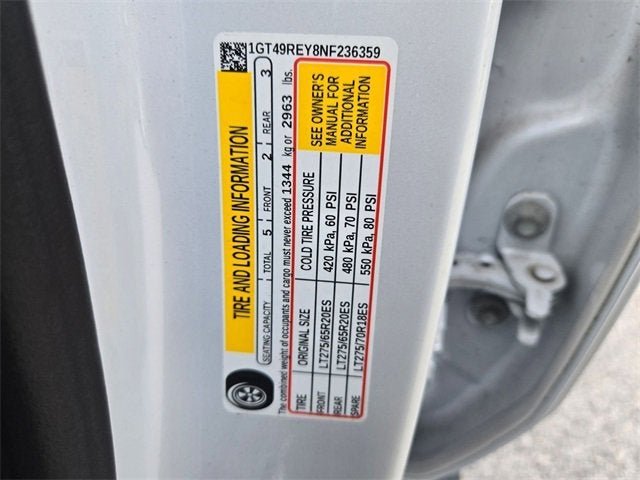 1GT49REY8NF236359
TIRE AND LOADING INFORMATION
SEATING CAPACITY TOTAL 5 FRONT 2 REAR 3
The combined weight of occupants and cargo must never exceed 1344 kg or 2963 lbs.
TIRE ORIGINAL SIZE COLD TIRE PRESSURE
FRONT LT275/65R20ES 420 kPa, 60 PSI
REAR LT275/65R20ES 480 kPa, 70 PSI
SPARE LT275/70R18ES 550 kPa, 80 PSI
SEE OWNER'S
MANUAL FOR
ADDITIONAL
INFORMATION